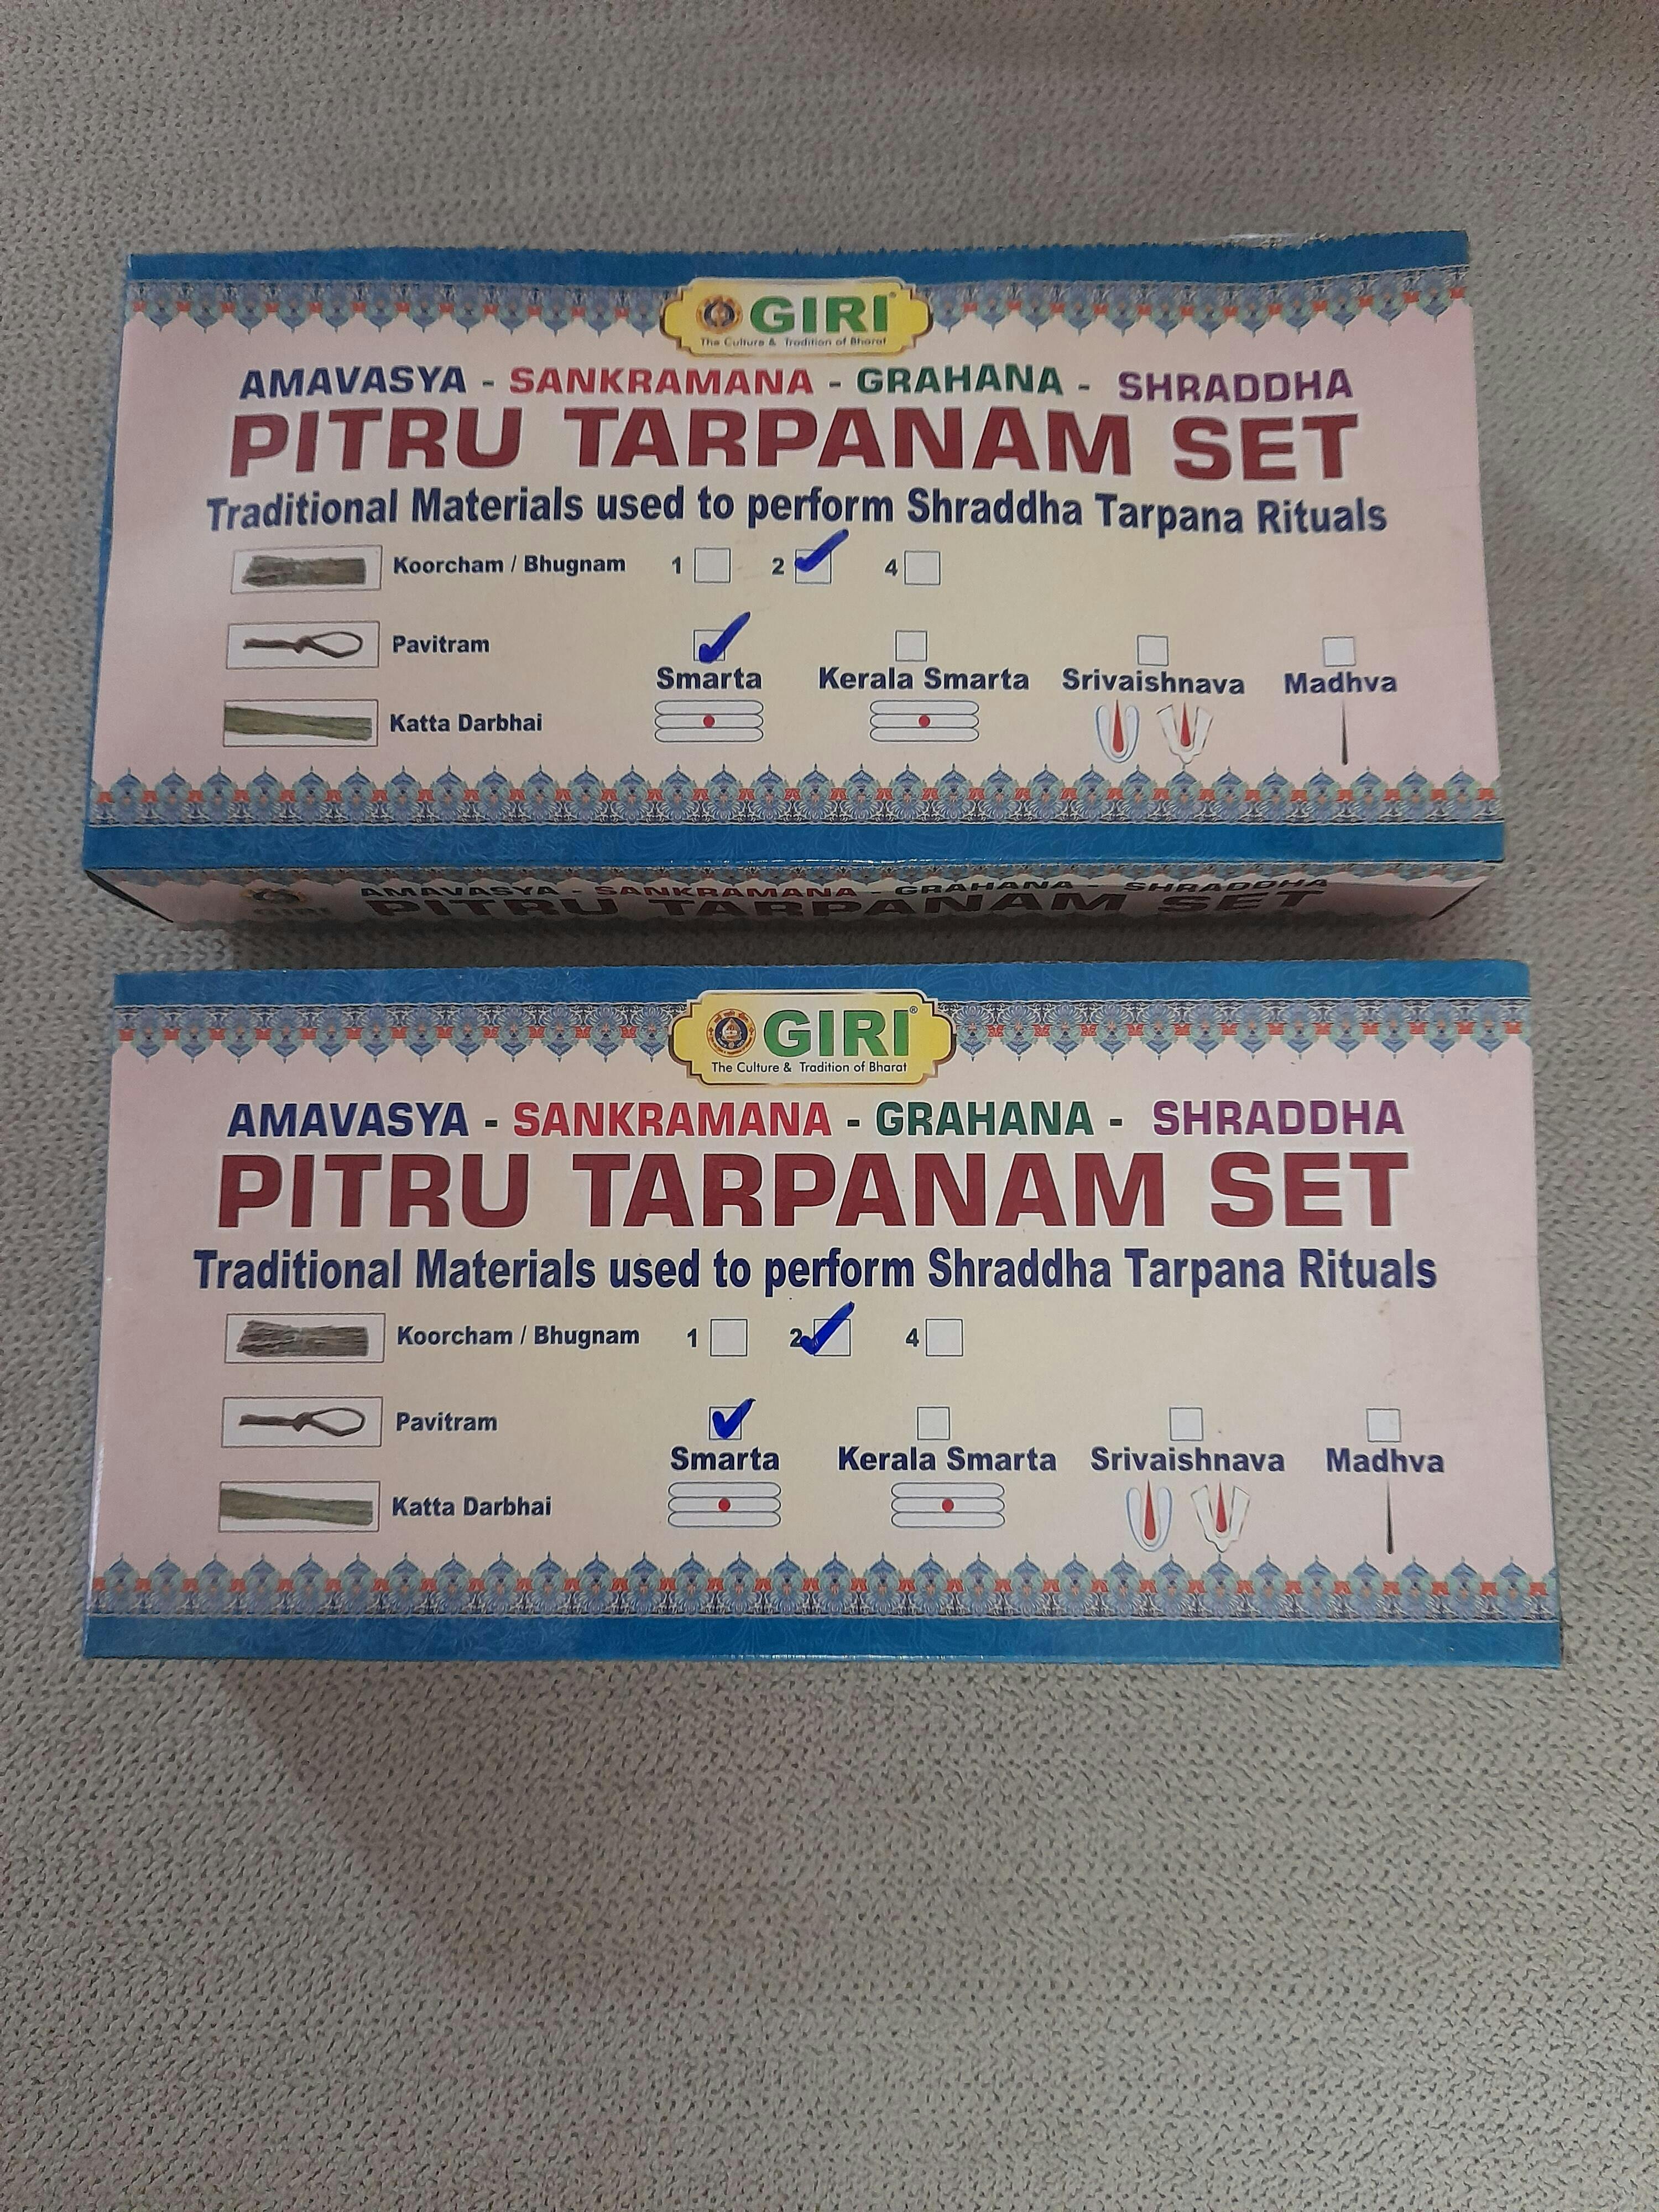 GIRI®
The Culture & Tradition of Bharat
AMAVASYA - SANKRAMANA - GRAHANA - SHRADDHA
PITRU TARPANAM SET
Traditional Materials used to perform Shraddha Tarpana Rituals
Koorcham / Bhugnam 1 2 4
Pavitram
Smarta Kerala Smarta Srivaishnava Madhva
Katta Darbhai
GIRI
AMAVASYA - SANKRAMANA - GRAHANA - SHRADDHA
PITRU TARPANAM SET
GIRI®
The Culture & Tradition of Bharat
AMAVASYA - SANKRAMANA - GRAHANA - SHRADDHA
PITRU TARPANAM SET
Traditional Materials used to perform Shraddha Tarpana Rituals
Koorcham / Bhugnam 1 2 4
Pavitram
Smarta Kerala Smarta Srivaishnava Madhva
Katta Darbhai